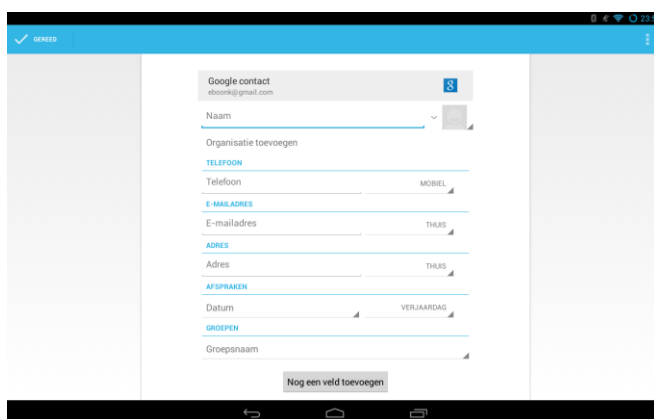 GEREED
Google contact
eboonk@gmail.com
8
Naam
Organisatie toevoegen
TELEFOON
Telefoon MOBIEL
E-MAILADRES
E-mailadres THUIS
ADRES
Adres THUIS
AFSPRAKEN
Datum VERJAARDAG
GROEPEN
Groepsnaam
Nog een veld toevoegen